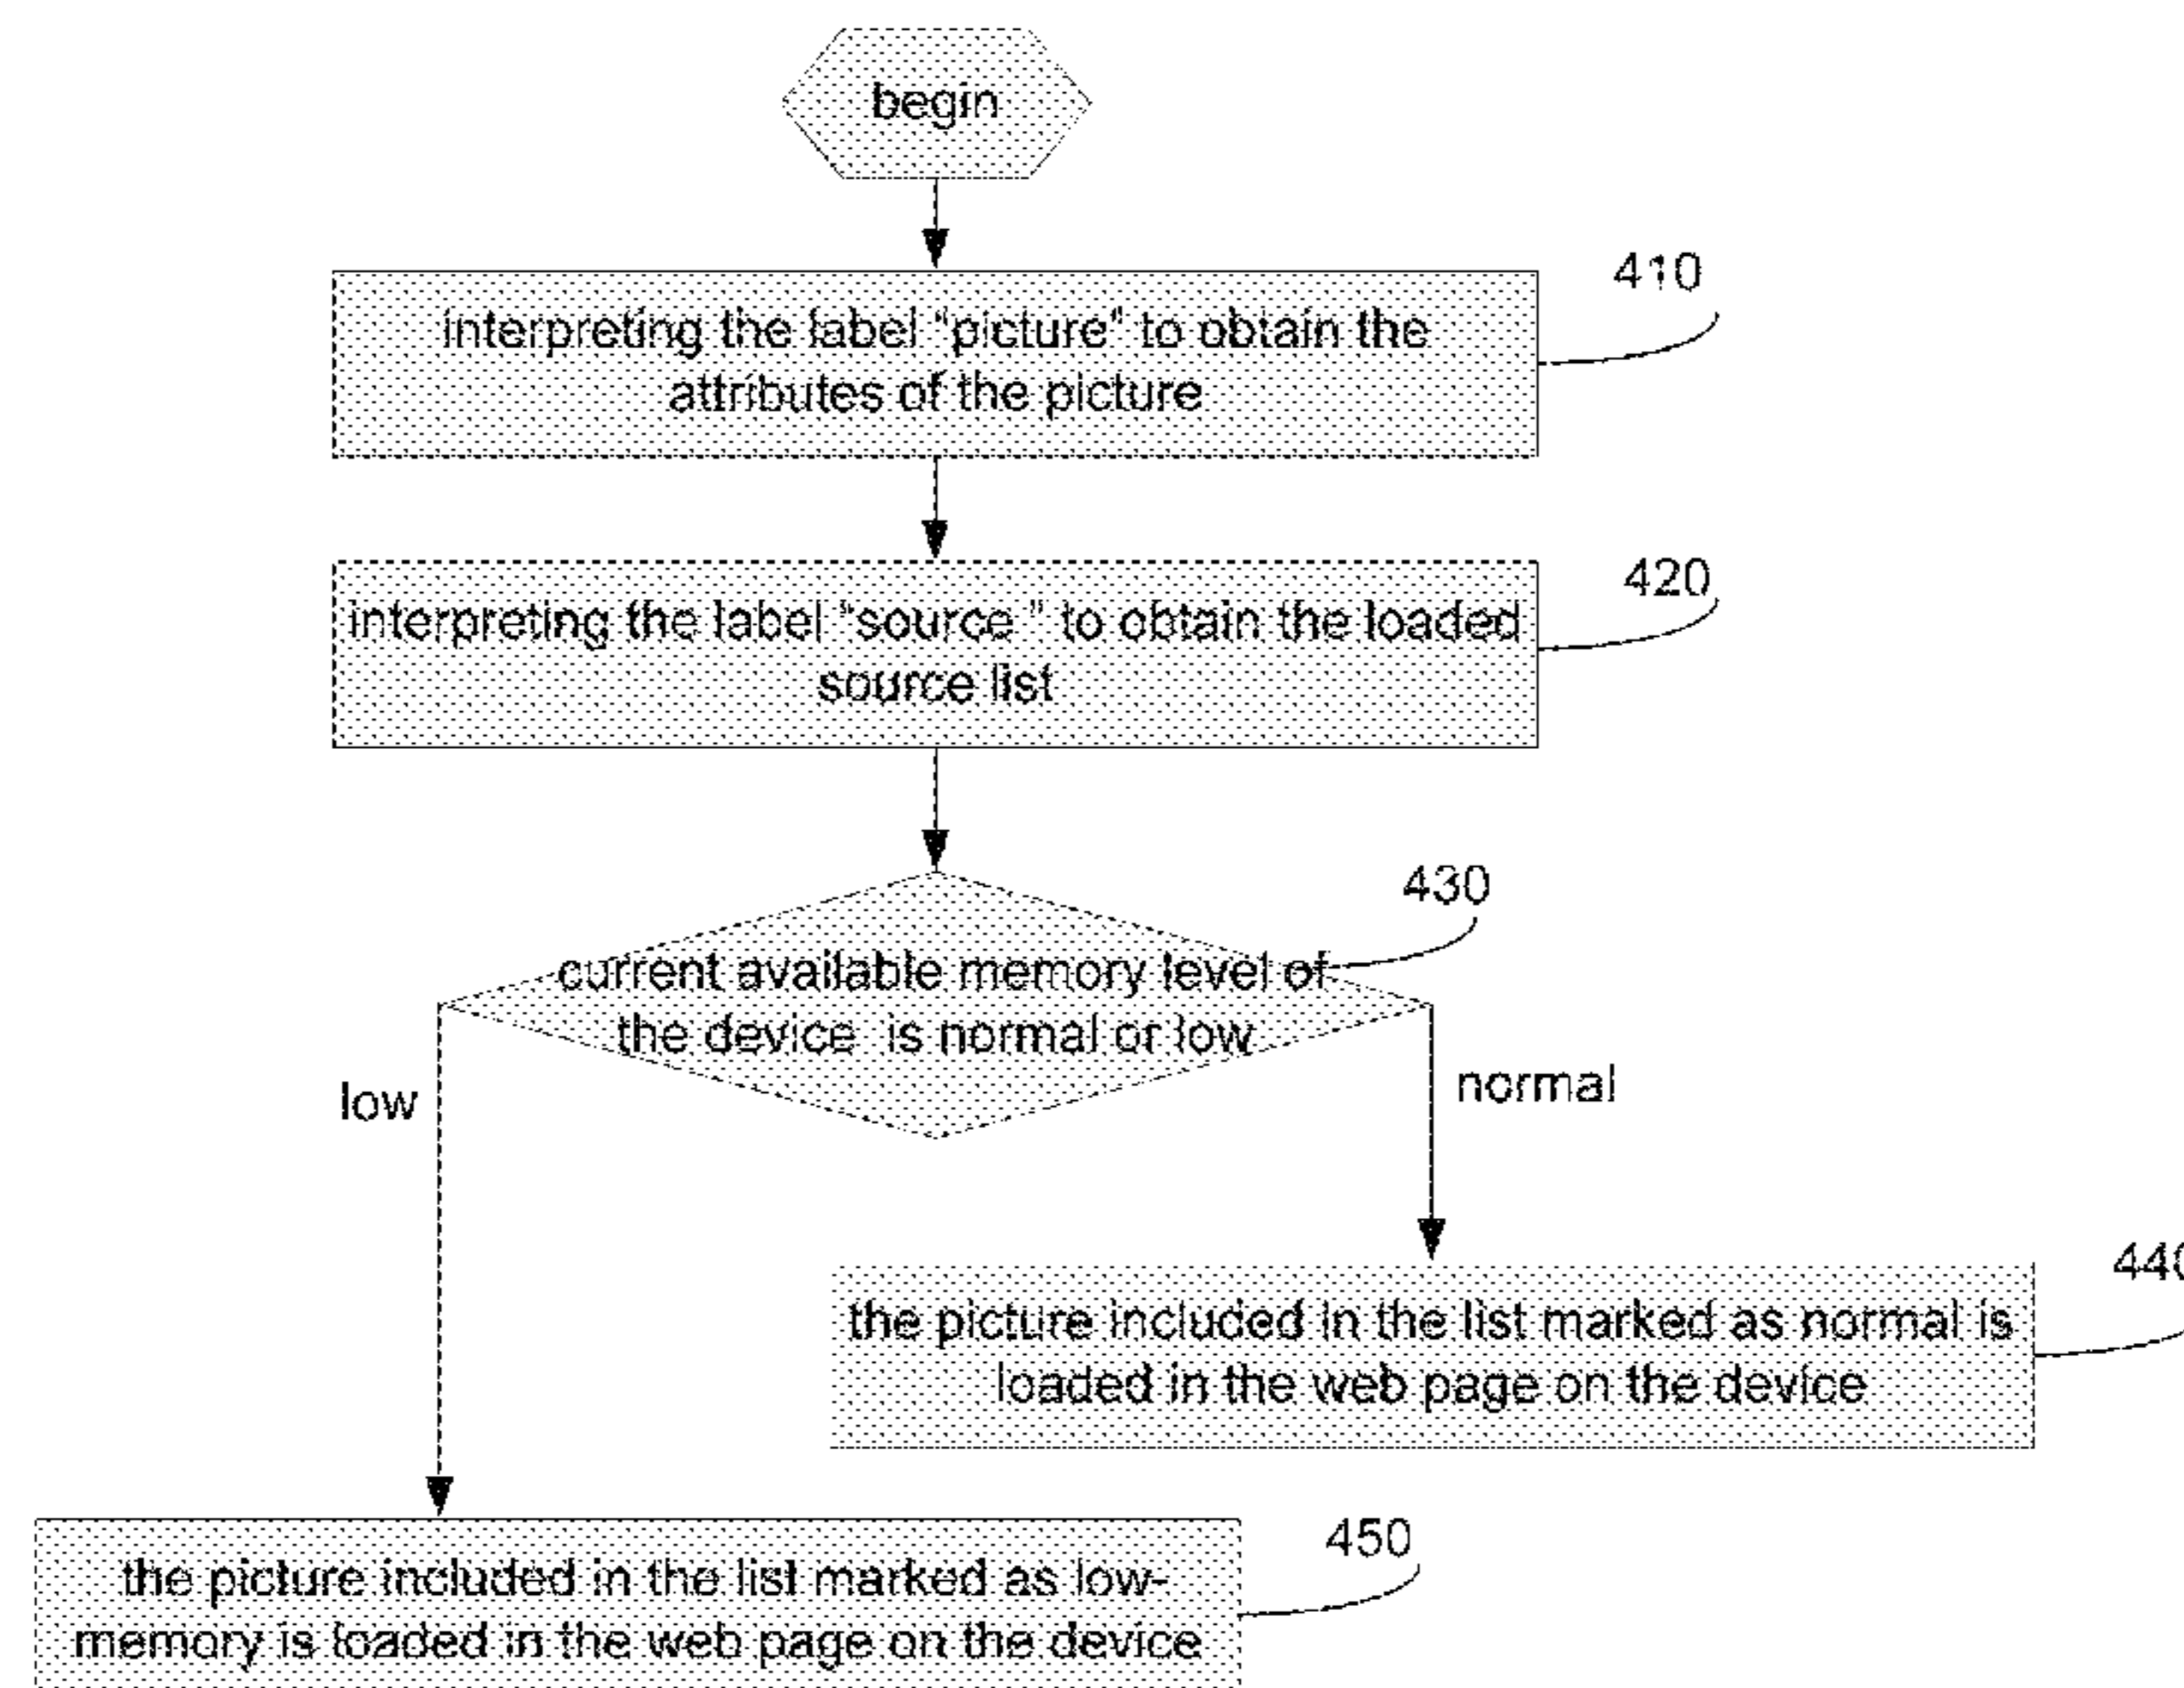 begin
410
interpreting the label "picture" to obtain the
attributes of the picture
420
interpreting the label "source " to obtain the loaded
source list
430
current available memory level of
the device is normal or low
low
normal
440
the picture included in the list marked as normal is
loaded in the web page on the device
450
the picture included in the list marked as low-
memory is loaded in the web page on the device